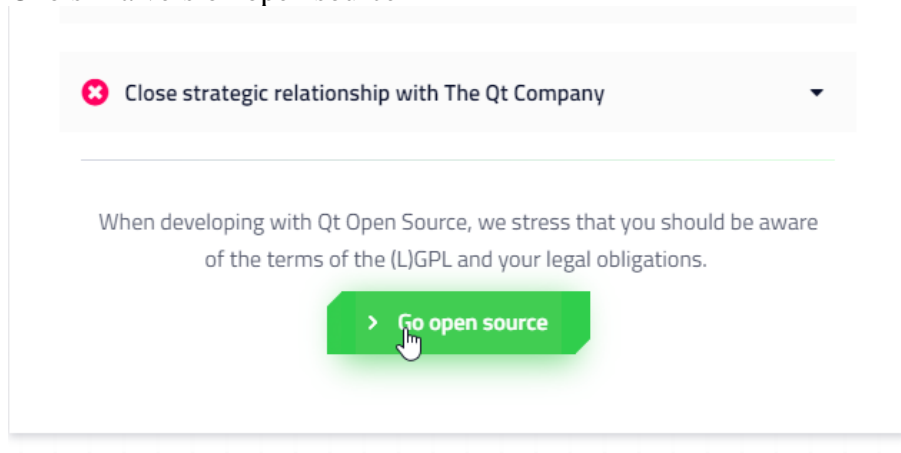 Close strategic relationship with The Qt Company
When developing with Qt Open Source, we stress that you should be aware
of the terms of the (L)GPL and your legal obligations.
Go open source